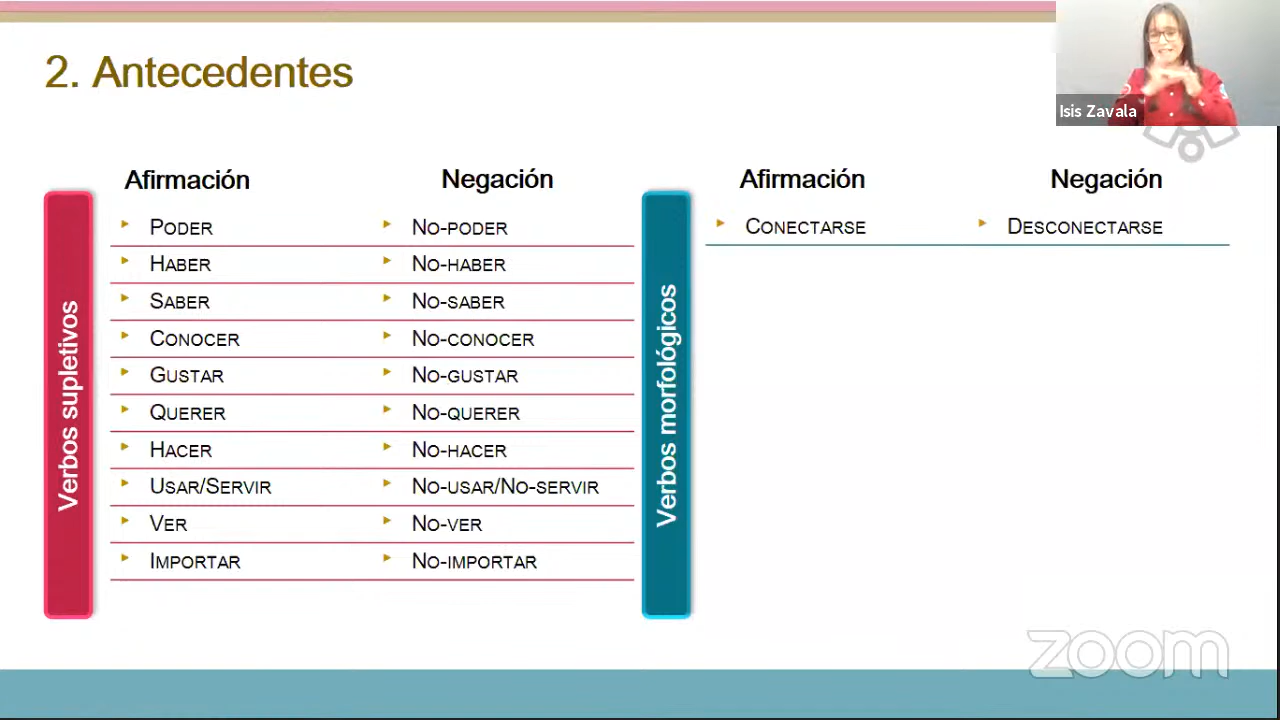 2. Antecedentes
Isis Zavala
Verbos supletivos
Afirmación Negación
PODER NO-PODER
HABER NO-HABER
SABER NO-SABER
CONOCER NO-CONOCER
GUSTAR NO-GUSTAR
QUERER NO-QUERER
HACER NO-HACER
USAR/SERVIR NO-USAR/NO-SERVIR
VER NO-VER
IMPORTAR NO-IMPORTAR
Verbos morfológicos
Afirmación Negación
CONECTARSE DESCONECTARSE
zoom